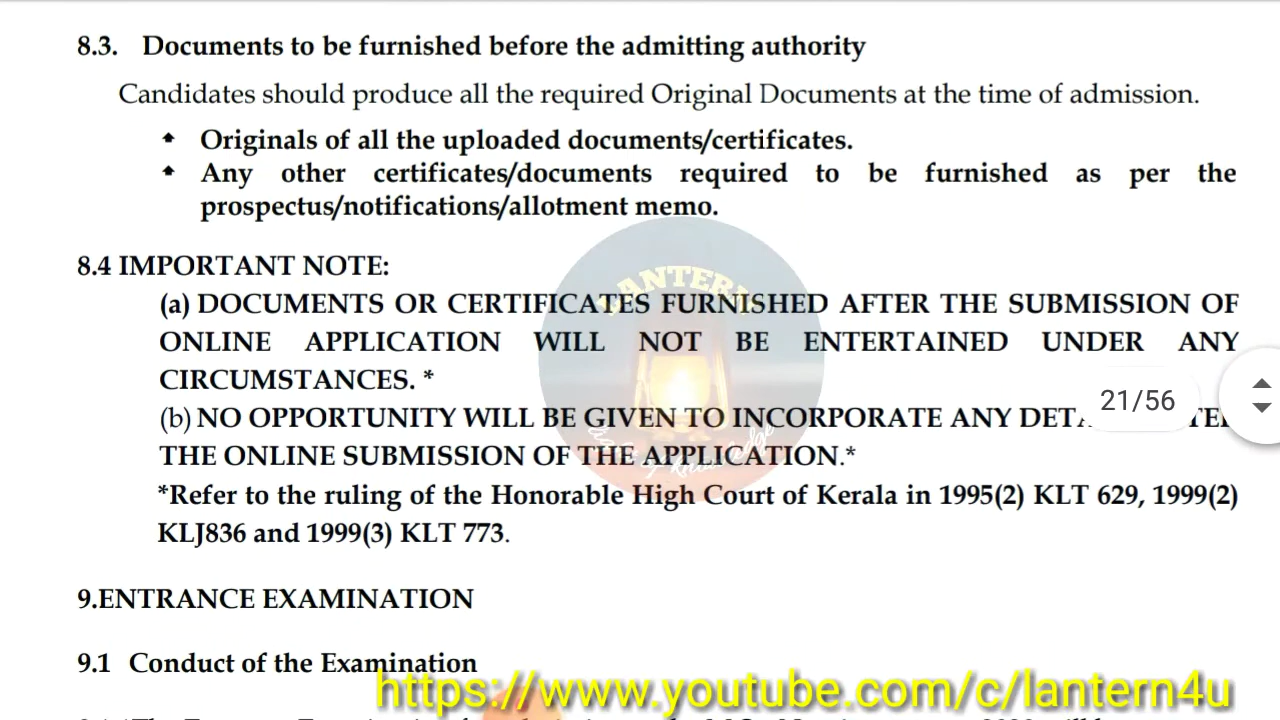 8.3. Documents to be furnished before the admitting authority
Candidates should produce all the required Original Documents at the time of admission.
Originals of all the uploaded documents/certificates.
Any other certificates/documents required to be furnished as per the
prospectus/notifications/allotment memo.
8.4 IMPORTANT NOTE:
LANTERN
(a) DOCUMENTS OR CERTIFICATES FURNISHED AFTER THE SUBMISSION OF
ONLINE APPLICATION WILL NOT BE ENTERTAINED UNDER ANY
CIRCUMSTANCES. *
21/56
(b) NO OPPORTUNITY WILL BE GIVEN TO INCORPORATE ANY
THE ONLINE SUBMISSION OF THE APPLICATION.*
*Refer to the ruling of the Honorable High Court of Kerala in 1995(2) KLT 629, 1999(2)
KLJ836 and 1999(3) KLT 773.
9.ENTRANCE EXAMINATION
9.1 Conduct of the Examination
https://www.youtube.com/c/lantern4u